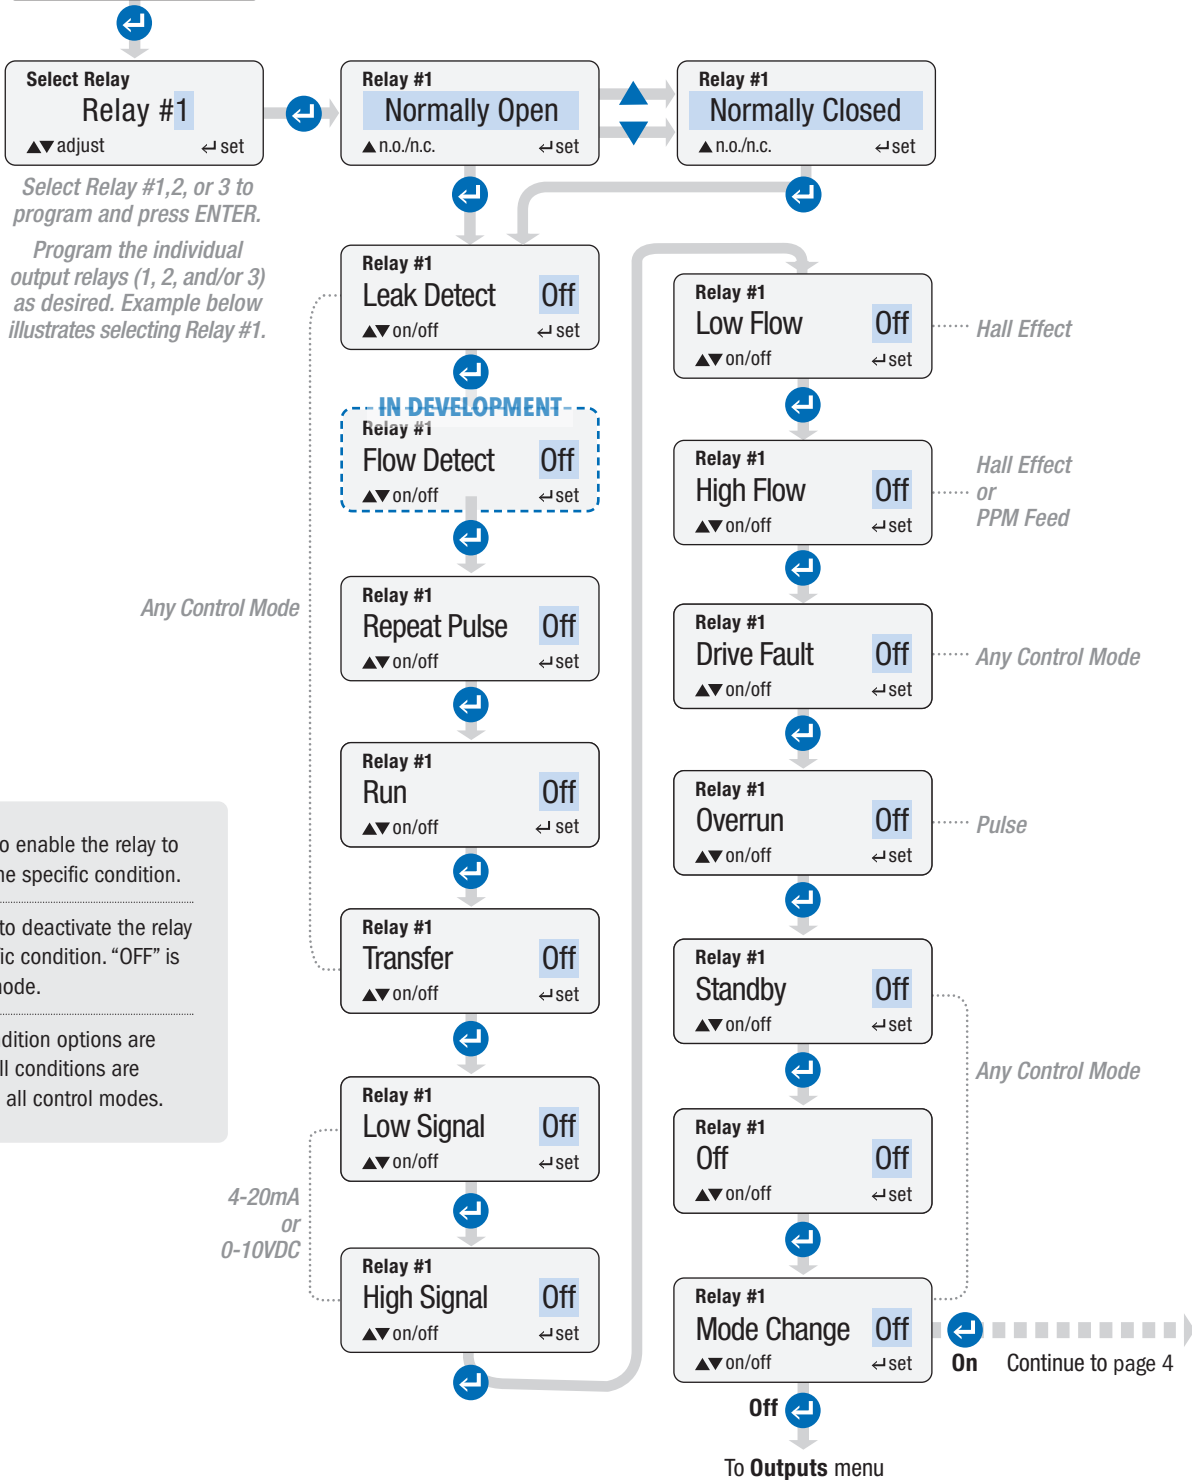 Select Relay
Relay #1
▲▼ adjust ↵ set
Select Relay #1,2, or 3 to
program and press ENTER.
Program the individual
output relays (1, 2, and/or 3)
as desired. Example below
illustrates selecting Relay #1.
Relay #1
Normally Open
▲ n.o./n.c. ↵ set
Relay #1
Normally Closed
▲ n.o./n.c. ↵ set
Relay #1
Leak Detect Off
▲▼ on/off ↵ set
IN DEVELOPMENT
Relay #1
Flow Detect Off
▲▼ on/off ↵ set
Relay #1
Repeat Pulse Off
▲▼ on/off ↵ set
Any Control Mode
Relay #1
Run Off
▲▼ on/off ↵ set
Relay #1
Transfer Off
▲▼ on/off ↵ set
Relay #1
Low Signal Off
▲▼ on/off ↵ set
4-20mA
or
0-10VDC
Relay #1
High Signal Off
▲▼ on/off ↵ set
o enable the relay to
ne specific condition.
to deactivate the relay
fic condition. “OFF” is
node.
ndition options are
ll conditions are
all control modes.
Relay #1
Low Flow Off
▲▼ on/off ↵ set
Hall Effect
Relay #1
High Flow Off
▲▼ on/off ↵ set
Hall Effect
or
PPM Feed
Relay #1
Drive Fault Off
▲▼ on/off ↵ set
Any Control Mode
Relay #1
Overrun Off
▲▼ on/off ↵ set
Pulse
Relay #1
Standby Off
▲▼ on/off ↵ set
Any Control Mode
Relay #1
Off Off
▲▼ on/off ↵ set
Relay #1
Mode Change Off
▲▼ on/off ↵ set
On Continue to page 4
Off
To Outputs menu